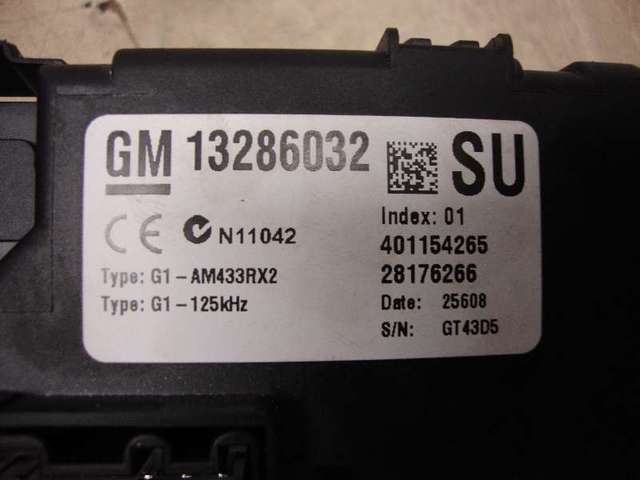 GM 13286032 SU
CE N11042
Index: 01
401154265
Type: G1-AM433RX2
28176266
Type: G1-125kHz
Date: 25608
S/N: GT43D5